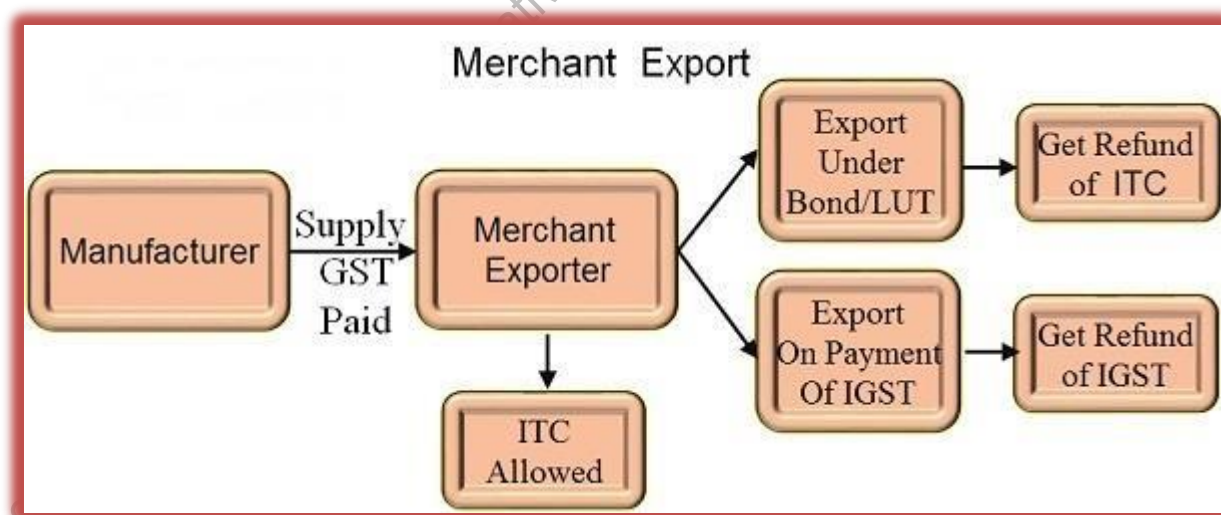 Merchant Export
Manufacturer
Supply
GST
Paid
Merchant
Exporter
ITC
Allowed
Export
Under
Bond/LUT
Get Refund
of ITC
Export
On Payment
Of IGST
Get Refund
of IGST